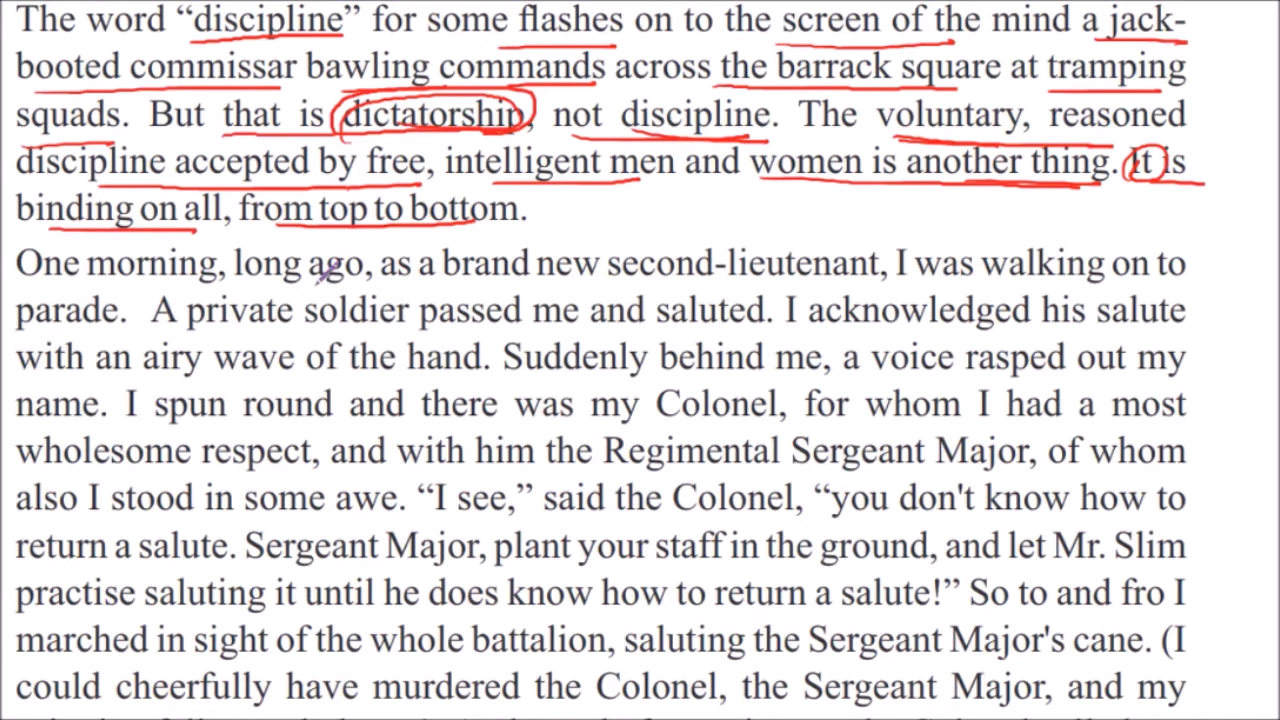 The word “discipline” for some flashes on to the screen of the mind a jack-
booted commissar bawling commands across the barrack square at tramping
squads. But that is dictatorship, not discipline. The voluntary, reasoned
discipline accepted by free, intelligent men and women is another thing. It is
binding on all, from top to bottom.
One morning, long ago, as a brand new second-lieutenant, I was walking on to
parade. A private soldier passed me and saluted. I acknowledged his salute
with an airy wave of the hand. Suddenly behind me, a voice rasped out my
name. I spun round and there was my Colonel, for whom I had a most
wholesome respect, and with him the Regimental Sergeant Major, of whom
also I stood in some awe. “I see,” said the Colonel, “you don't know how to
return a salute. Sergeant Major, plant your staff in the ground, and let Mr. Slim
practise saluting it until he does know how to return a salute!” So to and fro I
marched in sight of the whole battalion, saluting the Sergeant Major's cane. (I
could cheerfully have murdered the Colonel, the Sergeant Major, and my